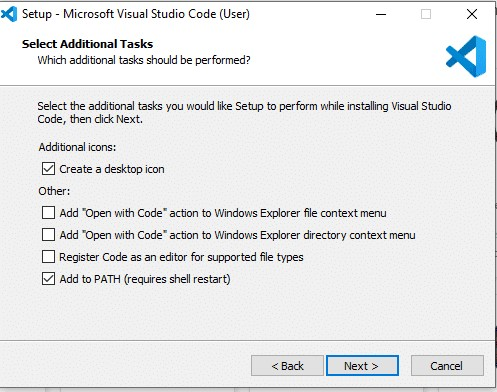 Setup - Microsoft Visual Studio Code (User)
Select Additional Tasks
Which additional tasks should be performed?
Select the additional tasks you would like Setup to perform while installing Visual Studio
Code, then click Next.
Additional icons:
Create a desktop icon
Other:
Add "Open with Code" action to Windows Explorer file context menu
Add "Open with Code" action to Windows Explorer directory context menu
Register Code as an editor for supported file types
Add to PATH (requires shell restart)
< Back
Next >
Cancel